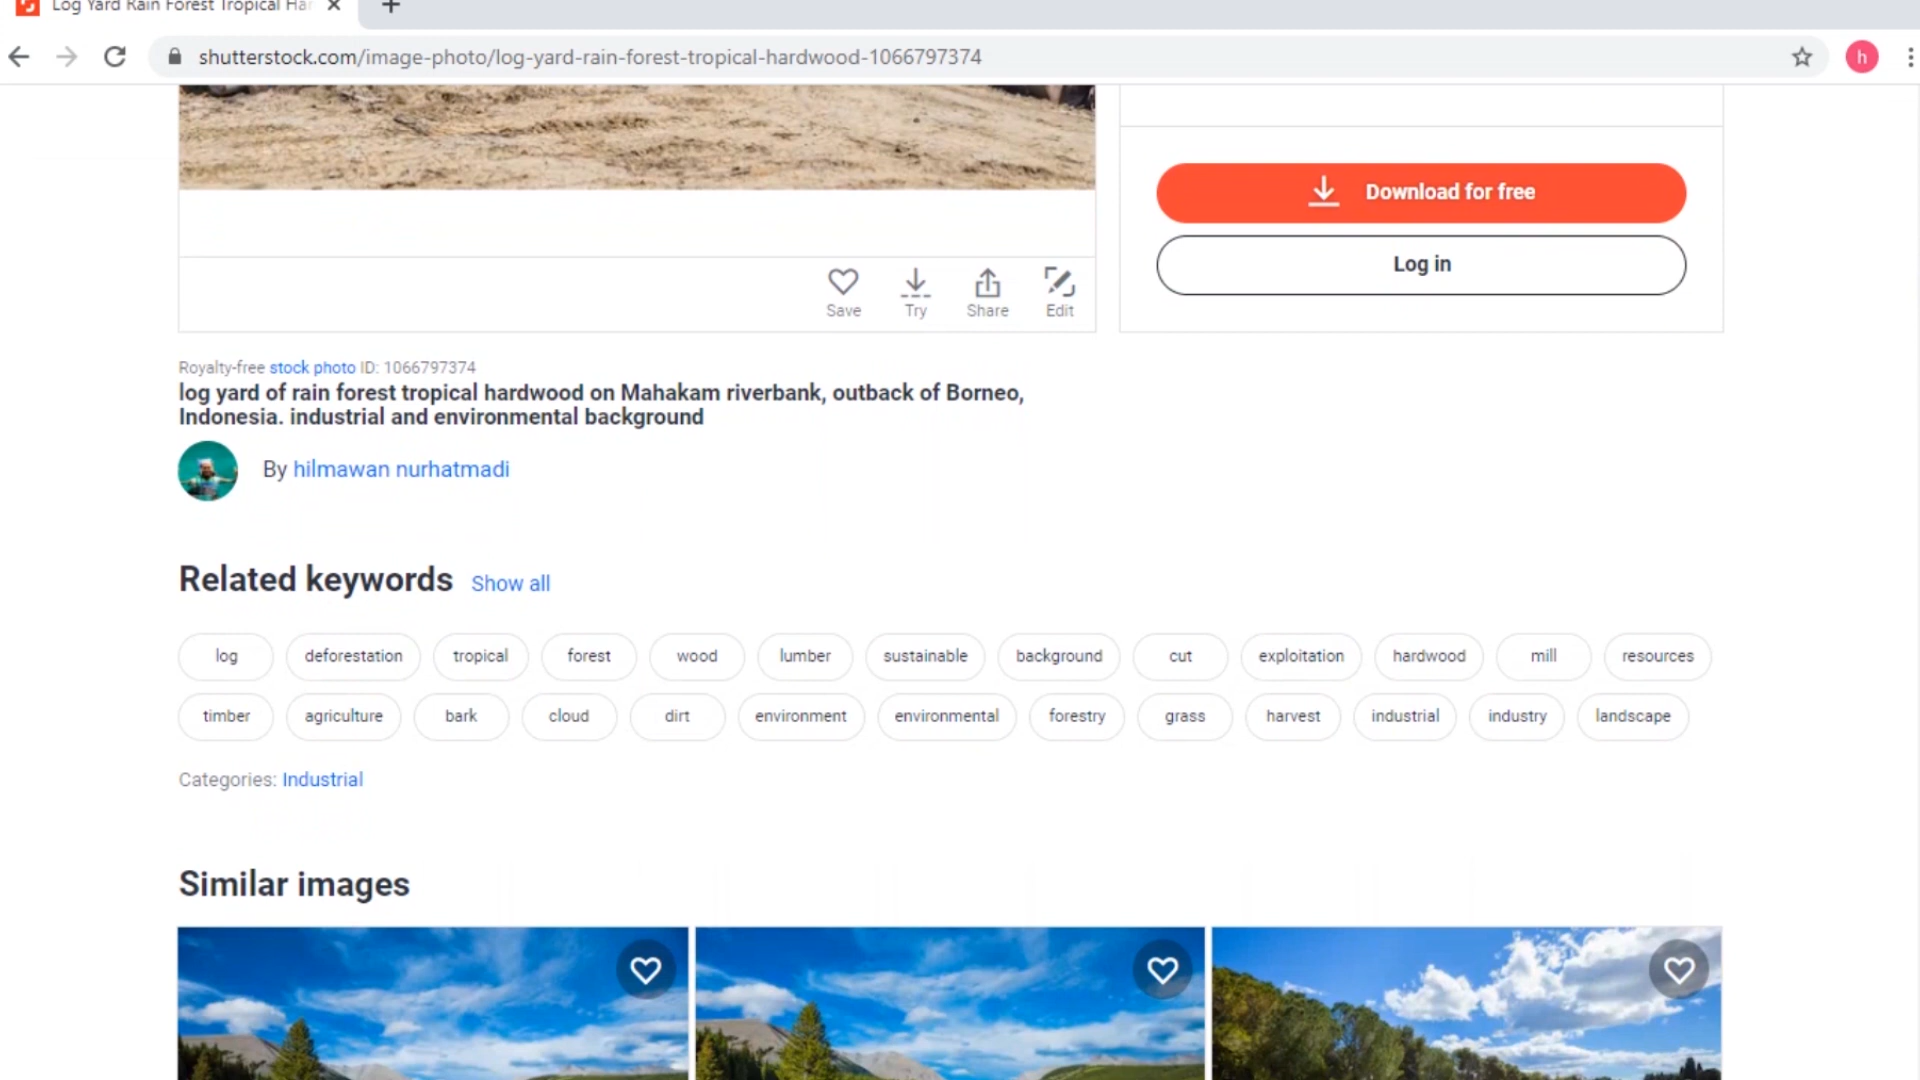 Log Yard Rain Forest Tropical Har
shutterstock.com/image-photo/log-yard-rain-forest-tropical-hardwood-1066797374
h
Download for free
Log in
Save
Try
Share
Edit
Royalty-free stock photo ID: 1066797374
log yard of rain forest tropical hardwood on Mahakam riverbank, outback of Borneo,
Indonesia. industrial and environmental background
By hilmawan nurhatmadi
Related keywords Show all
log deforestation tropical forest wood lumber sustainable background cut exploitation hardwood mill resources
timber agriculture bark cloud dirt environment environmental forestry grass harvest industrial industry landscape
Categories: Industrial
Similar images